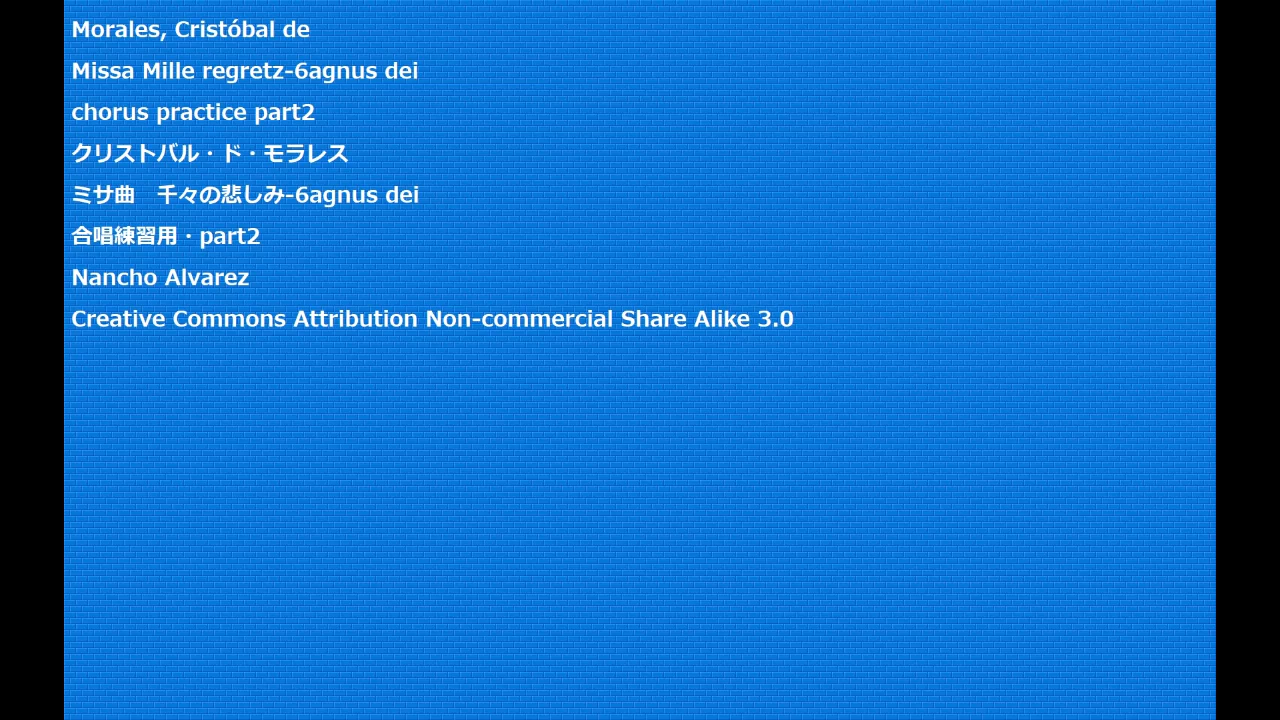 Morales, Cristóbal de
Missa Mille regretz-6agnus dei
chorus practice part2
クリストバル・ド・モラレス
ミサ曲　千々の悲しみ-6agnus dei
合唱練習用・part2
Nancho Alvarez
Creative Commons Attribution Non-commercial Share Alike 3.0